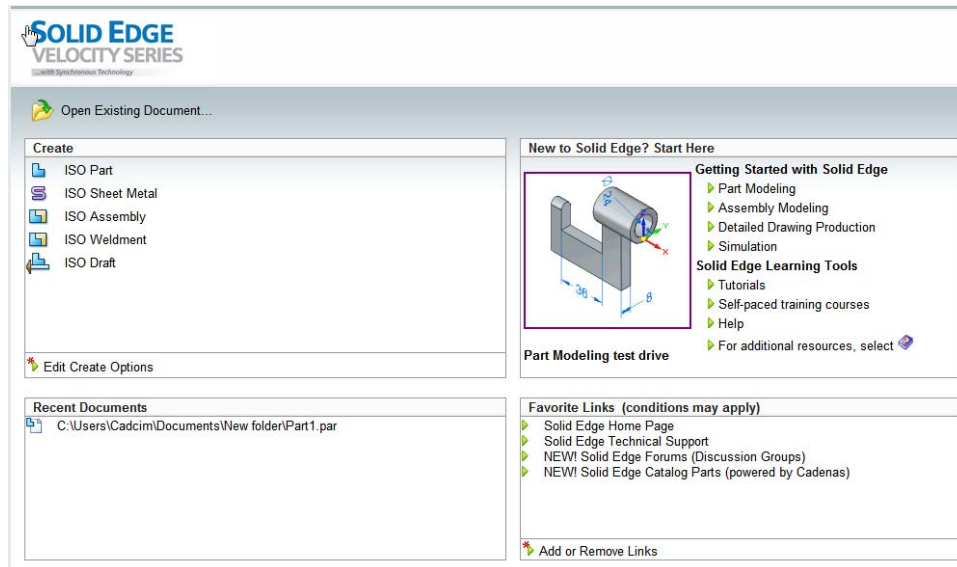 SOLID EDGE
VELOCITY SERIES
...with Synchronous Technology
Open Existing Document...
Create
ISO Part
ISO Sheet Metal
ISO Assembly
ISO Weldment
ISO Draft
Edit Create Options
New to Solid Edge? Start Here
24
Y
X
36
8
Part Modeling test drive
Getting Started with Solid Edge
Part Modeling
Assembly Modeling
Detailed Drawing Production
Simulation
Solid Edge Learning Tools
Tutorials
Self-paced training courses
Help
For additional resources, select
Recent Documents
C:\Users\Cadcim\Documents\New folder\Part1.par
Favorite Links (conditions may apply)
Solid Edge Home Page
Solid Edge Technical Support
NEW! Solid Edge Forums (Discussion Groups)
NEW! Solid Edge Catalog Parts (powered by Cadenas)
Add or Remove Links